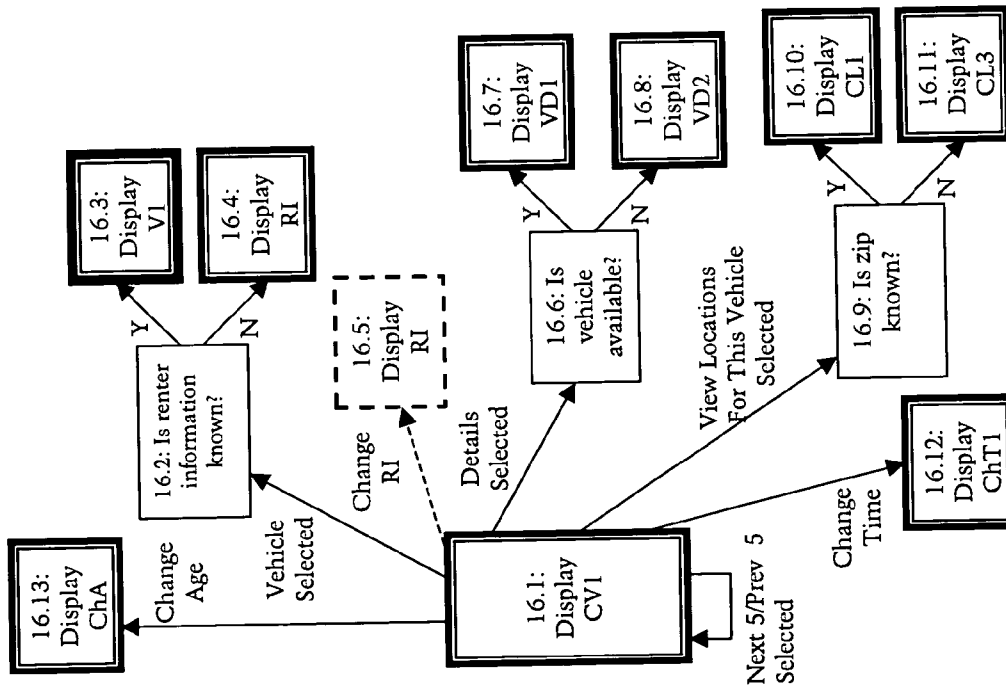 16.13:
Display
ChA
Change
Age
Vehicle
Selected
16.2: Is renter
information
known?
Y
N
16.3:
Display
V1
16.4:
Display
RI
Change
RI
16.5:
Display
RI
16.1:
Display
CV1
Next 5/Prev 5
Selected
Details
Selected
16.6: Is
vehicle
available?
Y
N
16.7:
Display
VD1
16.8:
Display
VD2
View Locations
For This Vehicle
Selected
16.9: Is zip
known?
Y
N
16.10:
Display
CL1
16.11:
Display
CL3
Change
Time
16.12:
Display
ChT1